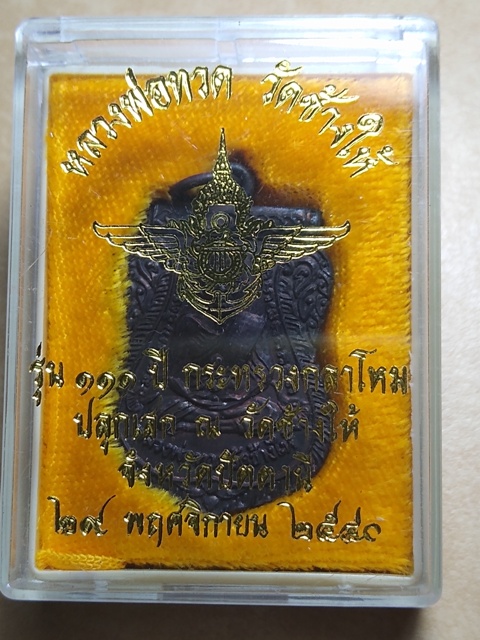 หลวงพ่อทวด วัดช้างให้
รุ่น ๑๑๑ ปี กระทรวงกลาโหม
ปลุกเสก ณ วัดช้างให้
จังหวัดปัตตานี
๒๙ พฤศจิกายน ๒๕๔๐